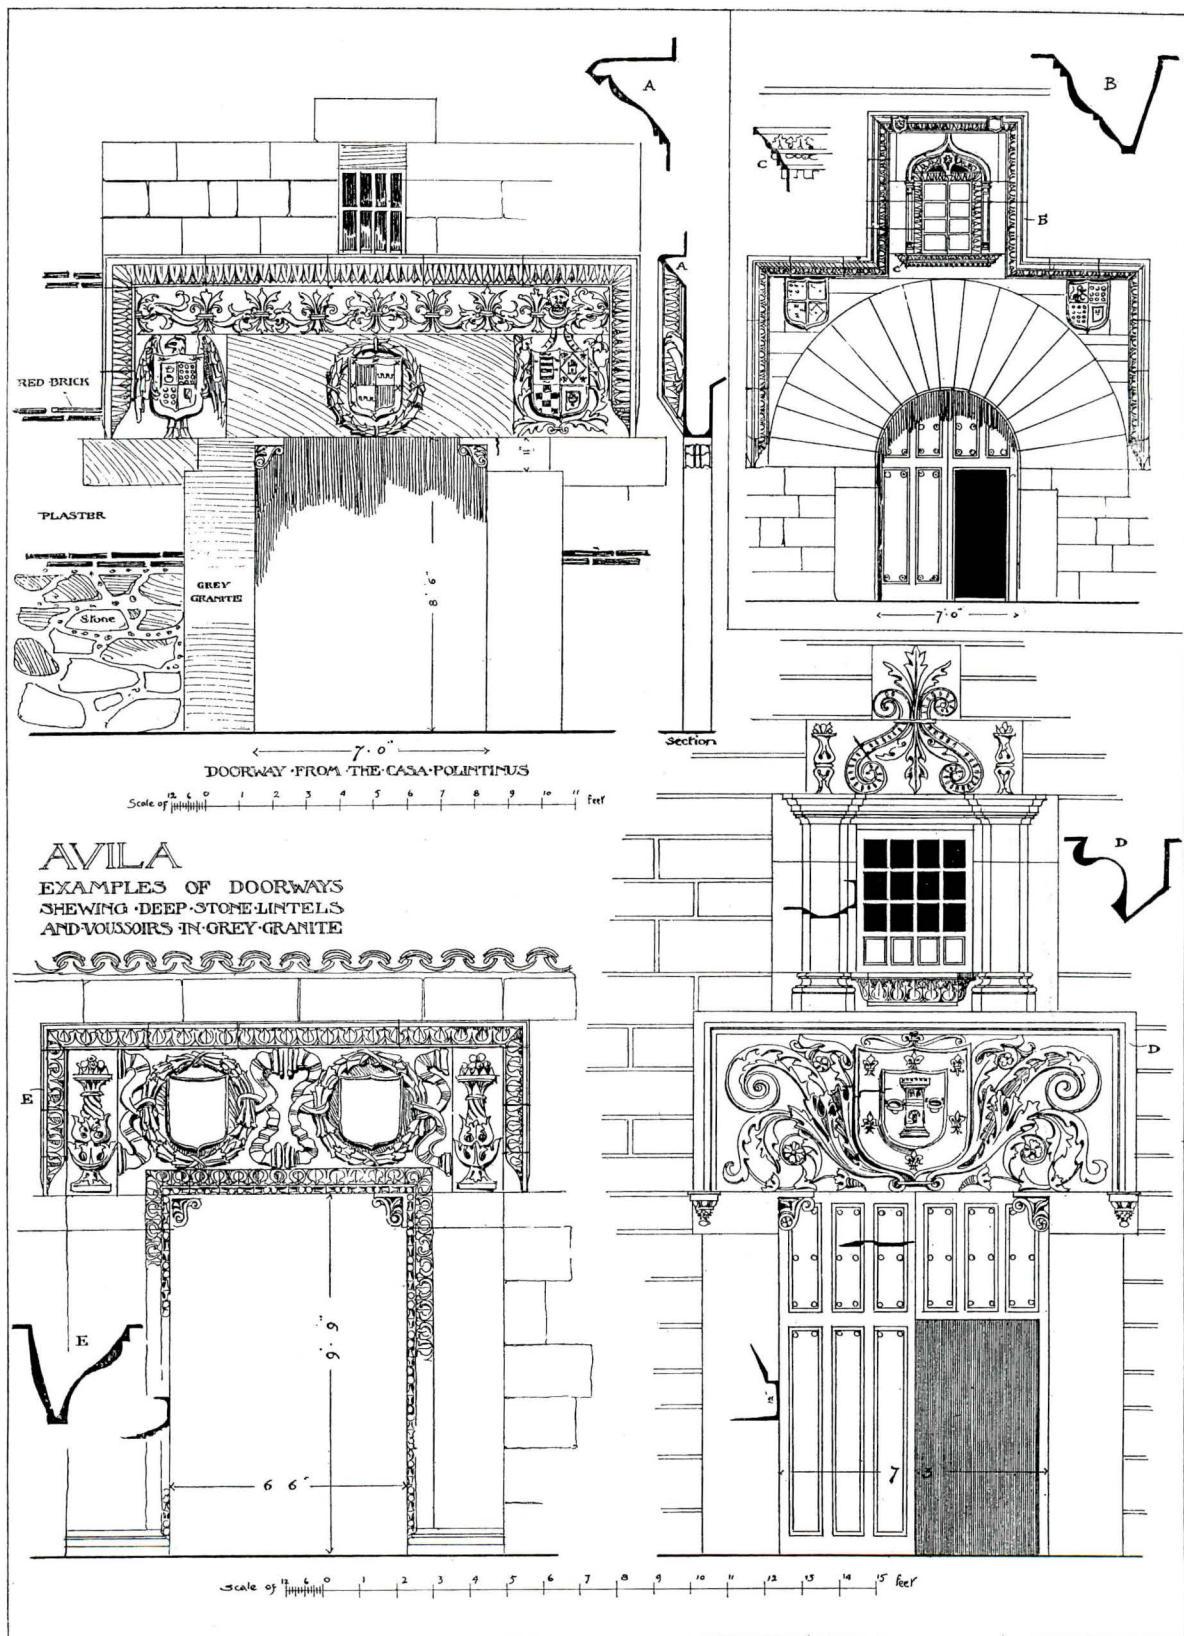 A
B
C
B
C
A
RED·BRICK
PLASTER
GREY
GRANITE
Stone
8'·6"
7·0"
7·0"
Section
DOORWAY·FROM·THE·CASA·POLINTINUS
Scale of 12 6 0 1 2 3 4 5 6 7 8 9 10 11 feet
AVILA
EXAMPLES OF DOORWAYS
SHEWING·DEEP·STONE·LINTELS
AND·VOUSSOIRS·IN·GREY·GRANITE
D
D
E
E
9'·9"
6 6"
12"
7 3
Scale of 12 6 0 1 2 3 4 5 6 7 8 9 10 11 12 13 14 15 feet